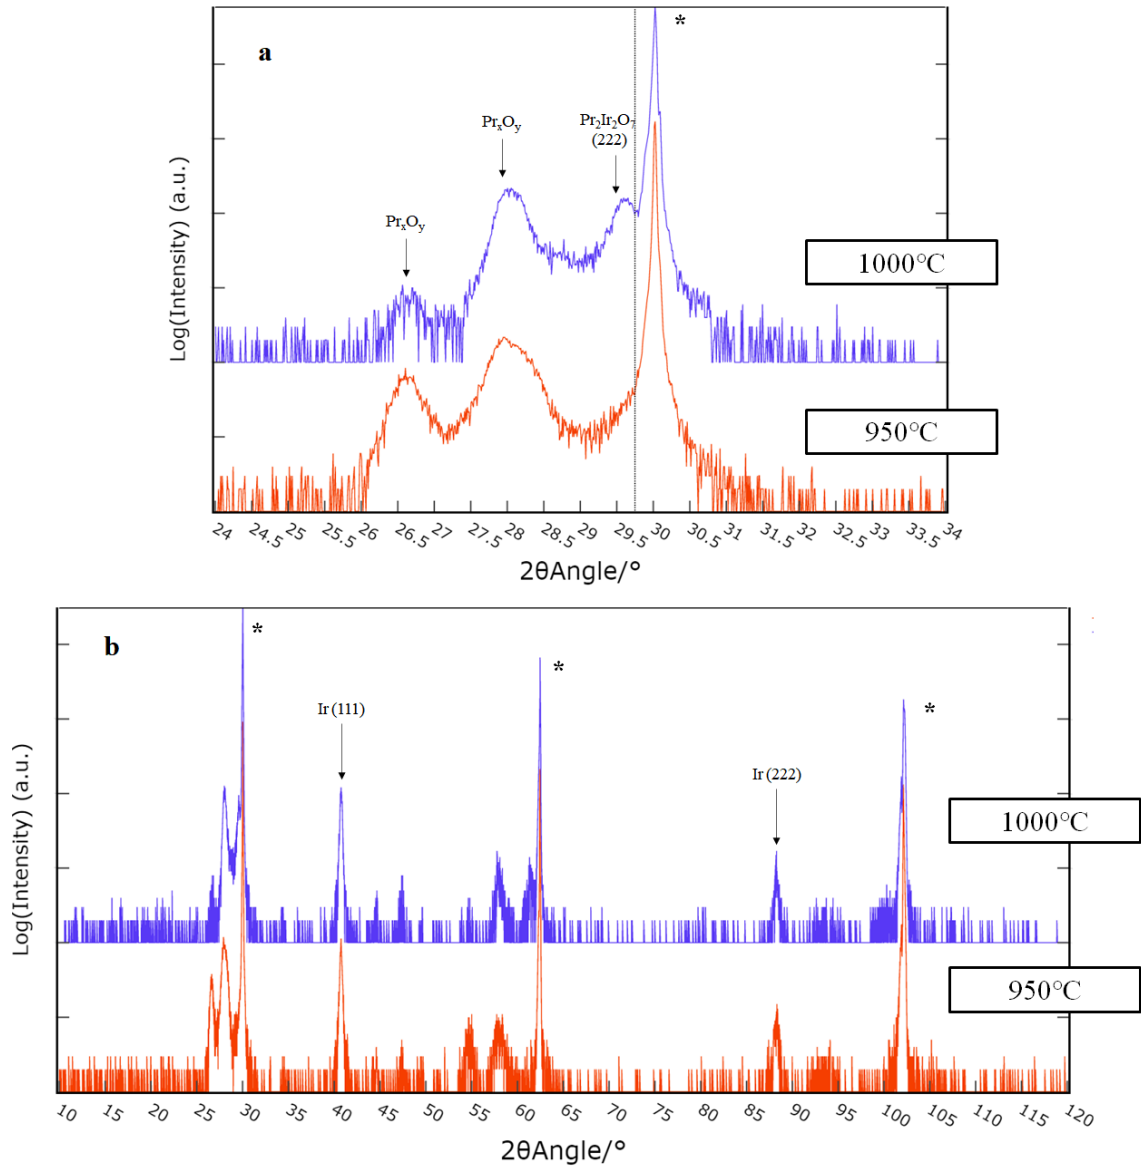 a
*
Pr₂Ir₂O₇
(222)
PrₓOᵧ
PrₓOᵧ
Log(Intensity) (a.u.)
1000°C
950°C
24 24.5 25 25.5 26 26.5 27 27.5 28 28.5 29 29.5 30 30.5 31 31.5 32 32.5 33 33.5 34
2θAngle/°
b
*
*
*
Ir (111)
Ir (222)
Log(Intensity) (a.u.)
1000°C
950°C
10 15 20 25 30 35 40 45 50 55 60 65 70 75 80 85 90 95 100 105 110 115 120
2θAngle/°